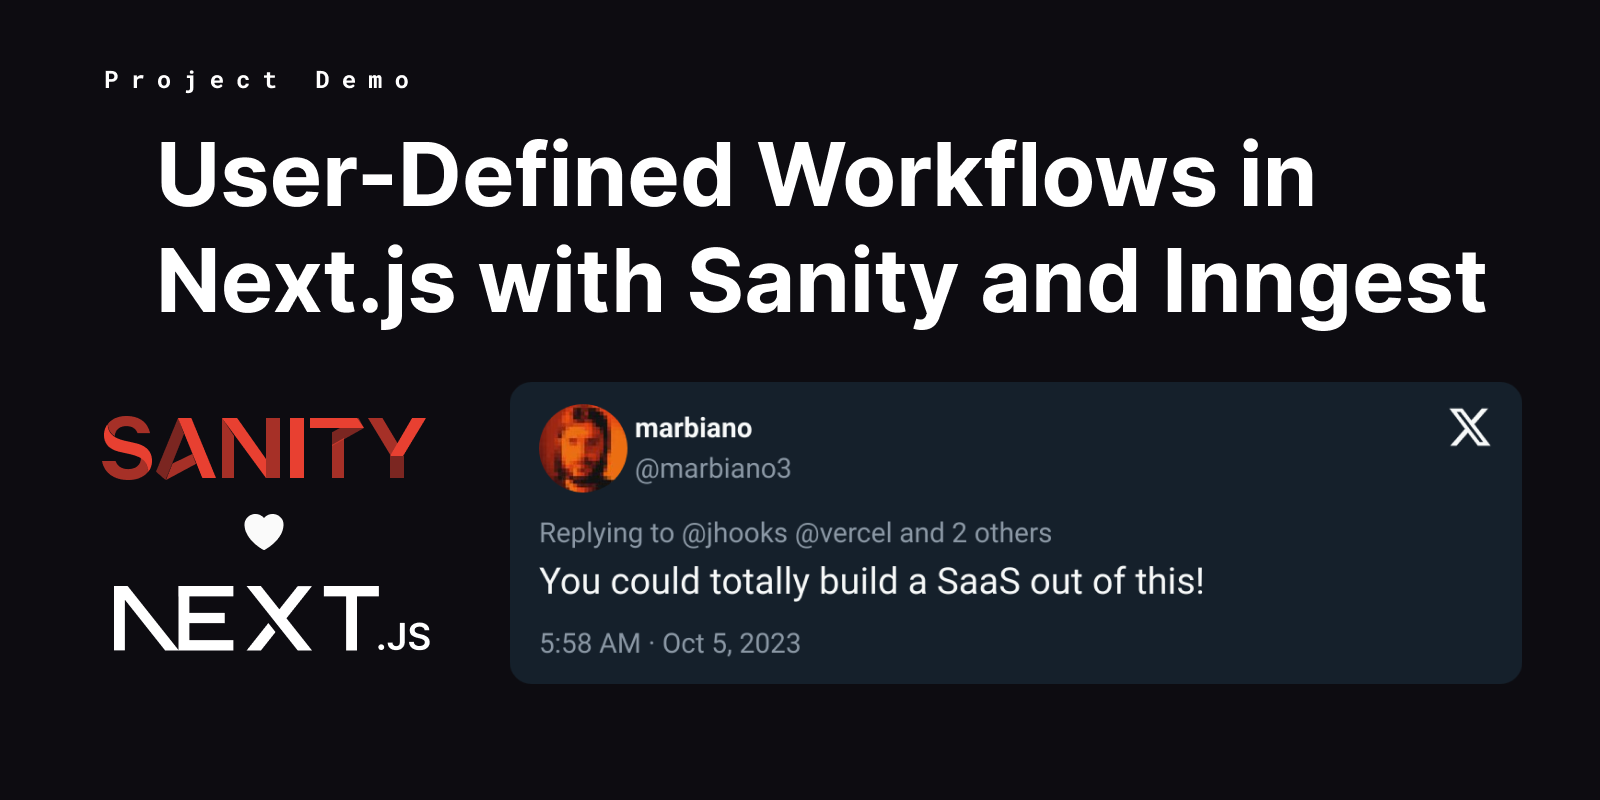 Project Demo
User-Defined Workflows in
Next.js with Sanity and Inngest
SANITY
NEXT.JS
marbiano
@marbiano3
Replying to @jhooks @vercel and 2 others
You could totally build a SaaS out of this!
5:58 AM · Oct 5, 2023